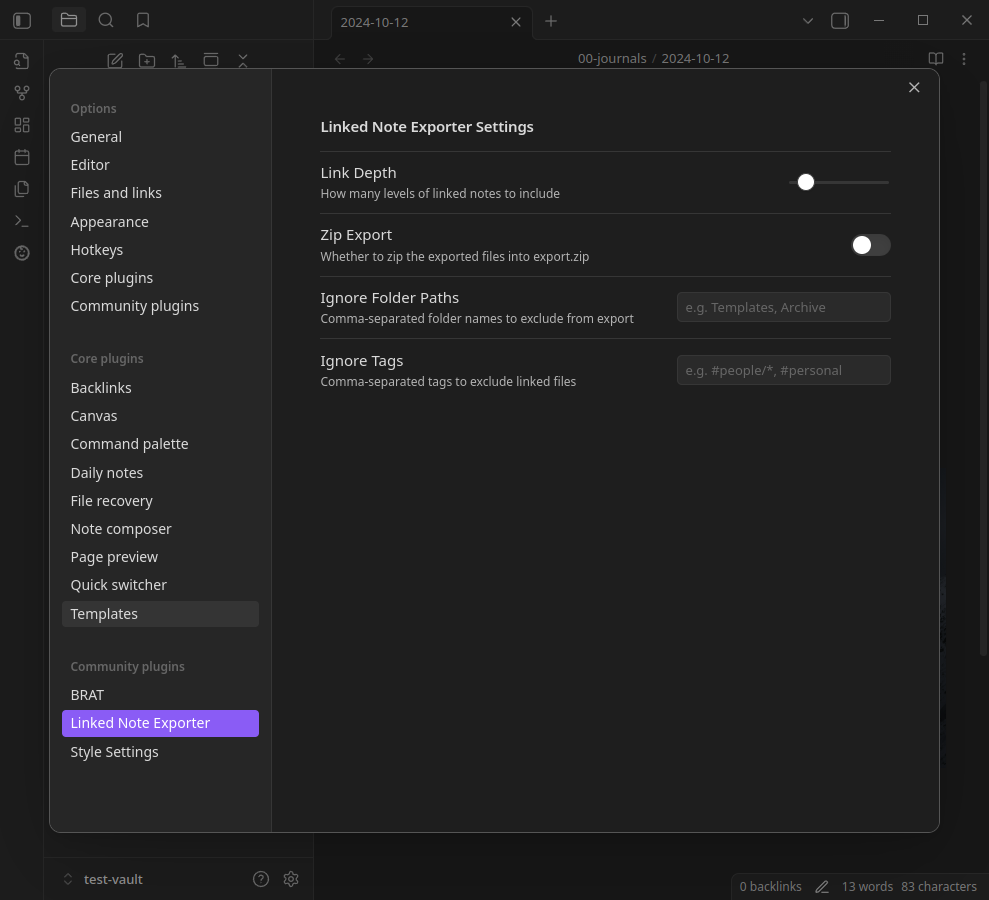 2024-10-12
00-journals / 2024-10-12
Options
General
Editor
Files and links
Appearance
Hotkeys
Core plugins
Community plugins
Core plugins
Backlinks
Canvas
Command palette
Daily notes
File recovery
Note composer
Page preview
Quick switcher
Templates
Community plugins
BRAT
Linked Note Exporter
Style Settings
Linked Note Exporter Settings
Link Depth
How many levels of linked notes to include
Zip Export
Whether to zip the exported files into export.zip
Ignore Folder Paths
Comma-separated folder names to exclude from export
e.g. Templates, Archive
Ignore Tags
Comma-separated tags to exclude linked files
e.g. #people/*, #personal
test-vault
0 backlinks 13 words 83 characters